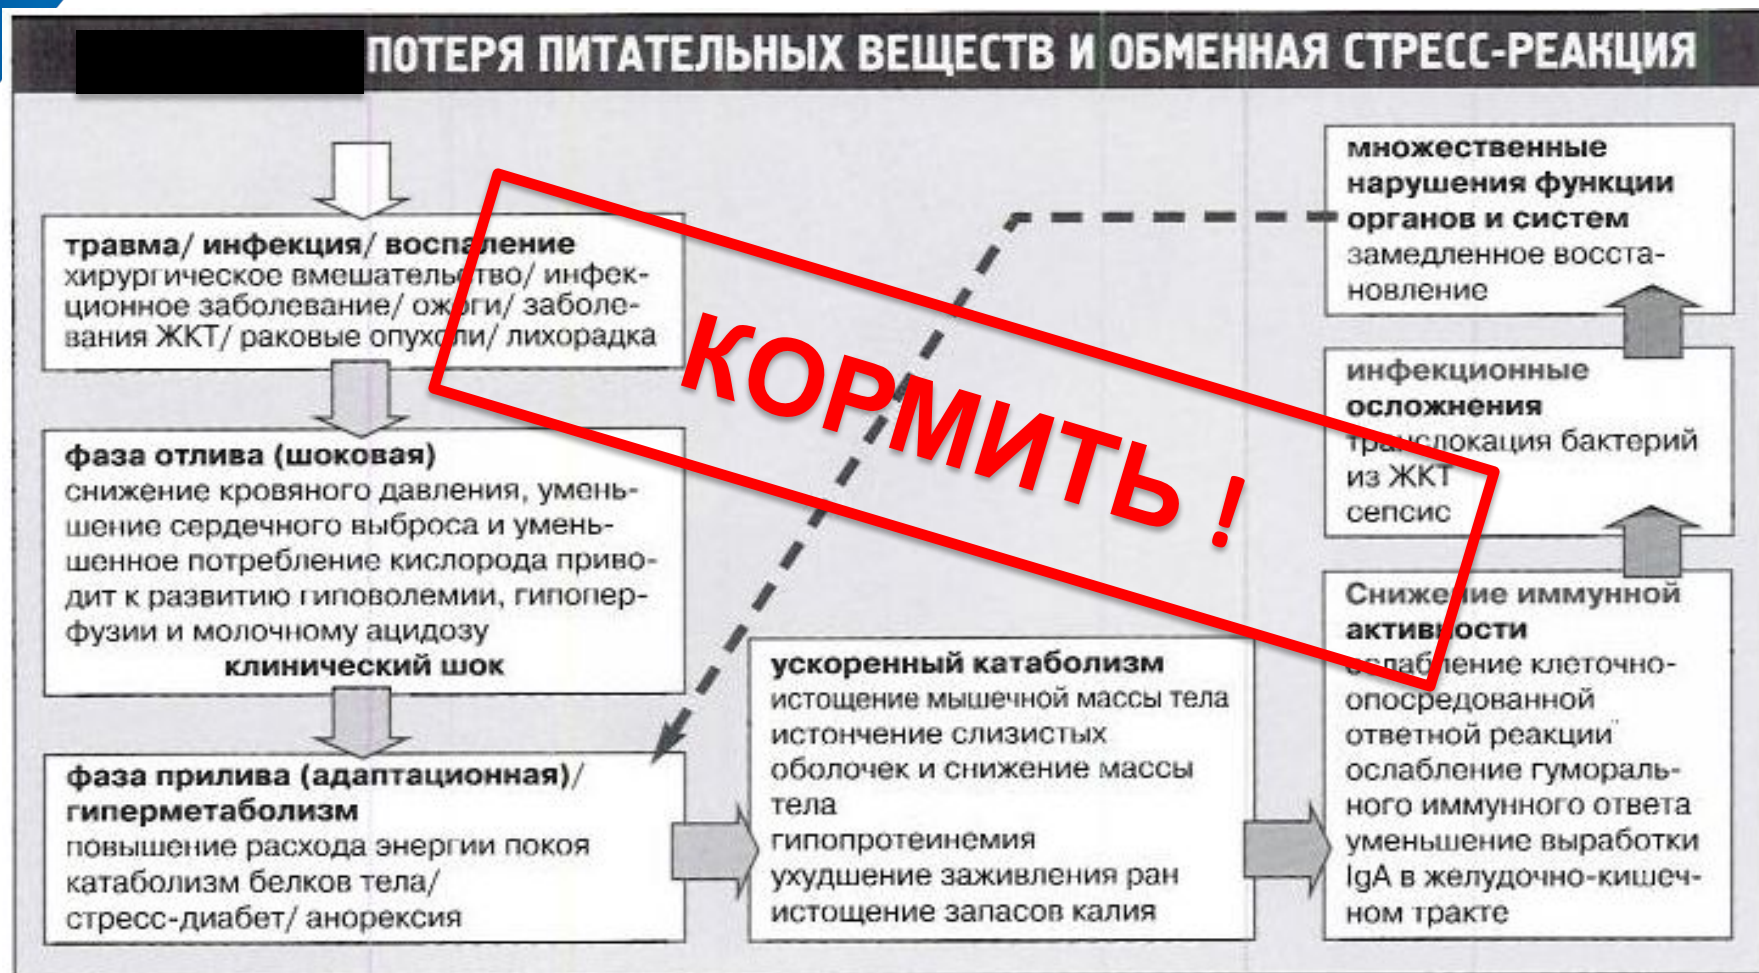 ПОТЕРЯ ПИТАТЕЛЬНЫХ ВЕЩЕСТВ И ОБМЕННАЯ СТРЕСС-РЕАКЦИЯ
травма/ инфекция/ воспаление
хирургическое вмешательство/ инфек-
ционное заболевание/ ожоги/ заболе-
вания ЖКТ/ раковые опухоли/ лихорадка
фаза отлива (шоковая)
снижение кровяного давления, умень-
шение сердечного выброса и умень-
шенное потребление кислорода приво-
дит к развитию гиповолемии, гипопер-
фузии и молочному ацидозу
клинический шок
фаза прилива (адаптационная)/
гиперметаболизм
повышение расхода энергии покоя
катаболизм белков тела/
стресс-диабет/ анорексия
ускоренный катаболизм
истощение мышечной массы тела
истончение слизистых
оболочек и снижение массы
тела
гипопротеинемия
ухудшение заживления ран
истощение запасов калия
Снижение иммунной
активности
ослабление клеточно-
опосредованной
ответной реакции
ослабление гумораль-
ного иммунного ответа
уменьшение выработки
IgA в желудочно-кишеч-
ном тракте
инфекционные
осложнения
транслокация бактерий
из ЖКТ
сепсис
множественные
нарушения функции
органов и систем
замедленное восста-
новление
КОРМИТЬ !